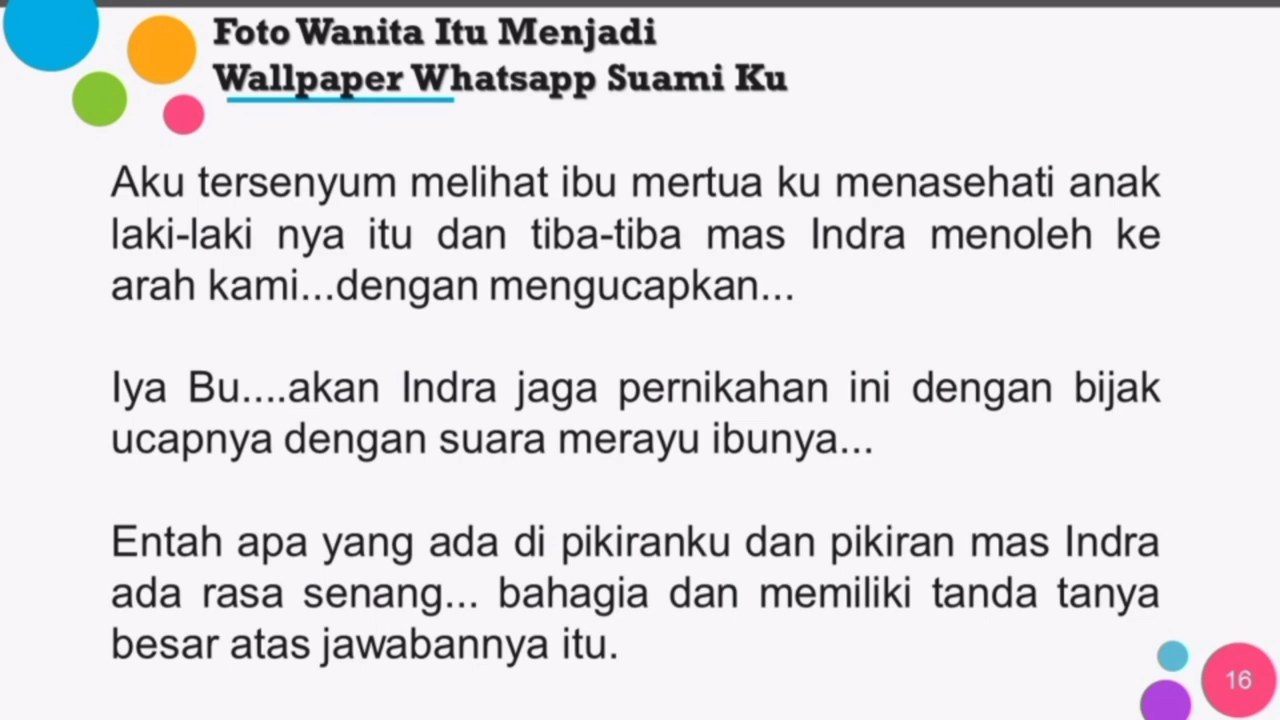 Foto Wanita Itu Menjadi
Wallpaper Whatsapp Suami Ku
Aku tersenyum melihat ibu mertua ku menasehati anak
laki-laki nya itu dan tiba-tiba mas Indra menoleh ke
arah kami...dengan mengucapkan...
Iya Bu....akan Indra jaga pernikahan ini dengan bijak
ucapnya dengan suara merayu ibunya...
Entah apa yang ada di pikiranku dan pikiran mas Indra
ada rasa senang... bahagia dan memiliki tanda tanya
besar atas jawabannya itu.
16